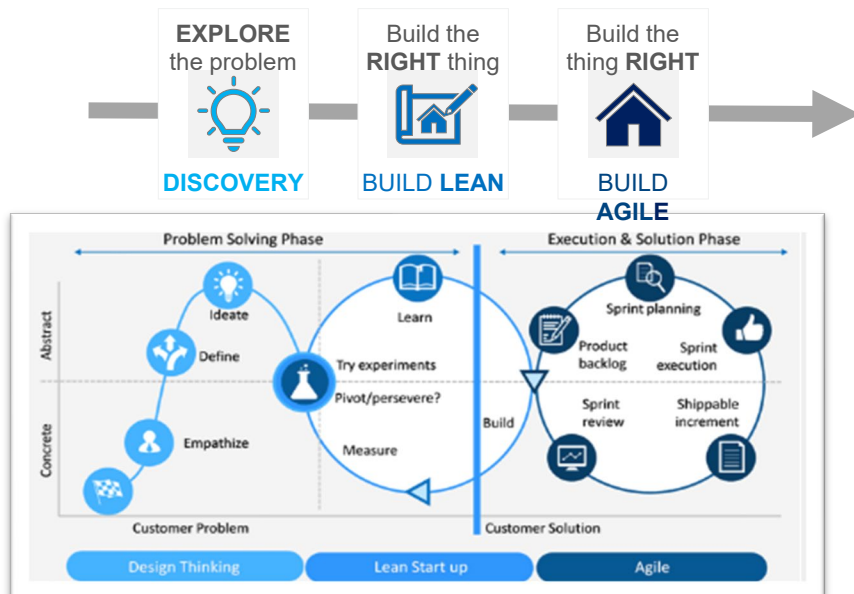 EXPLORE
the problem
DISCOVERY
Build the
RIGHT thing
BUILD LEAN
Build the
thing RIGHT
BUILD
AGILE
Problem Solving Phase
Execution & Solution Phase
Abstract
Concrete
Ideate
Define
Empathize
Learn
Try experiments
Pivot/persevere?
Measure
Build
Sprint planning
Product
backlog
Sprint
execution
Sprint
review
Shippable
increment
Customer Problem
Customer Solution
Design Thinking
Lean Start up
Agile